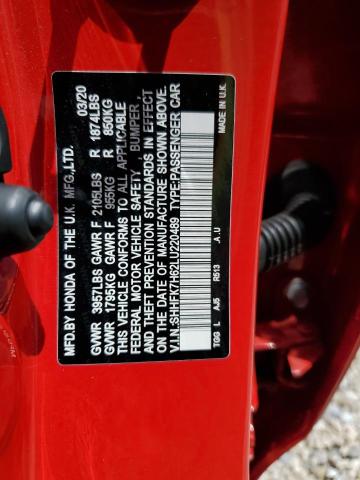 MFD.BY HONDA OF THE U.K. MFG.,LTD. 03/20
GVWR 3957LBS GAWR F 2105LBS R 1874LBS
GVWR 1795KG GAWR F 955KG R 850KG
THIS VEHICLE CONFORMS TO ALL APPLICABLE
FEDERAL MOTOR VEHICLE SAFETY, BUMPER,
AND THEFT PREVENTION STANDARDS IN EFFECT
ON THE DATE OF MANUFACTURE SHOWN ABOVE.
V.I.N.:SHHFK7H62LU220489 TYPE:PASSENGER CAR
TGG L AJ5 R513 .A.U MADE IN U.K.